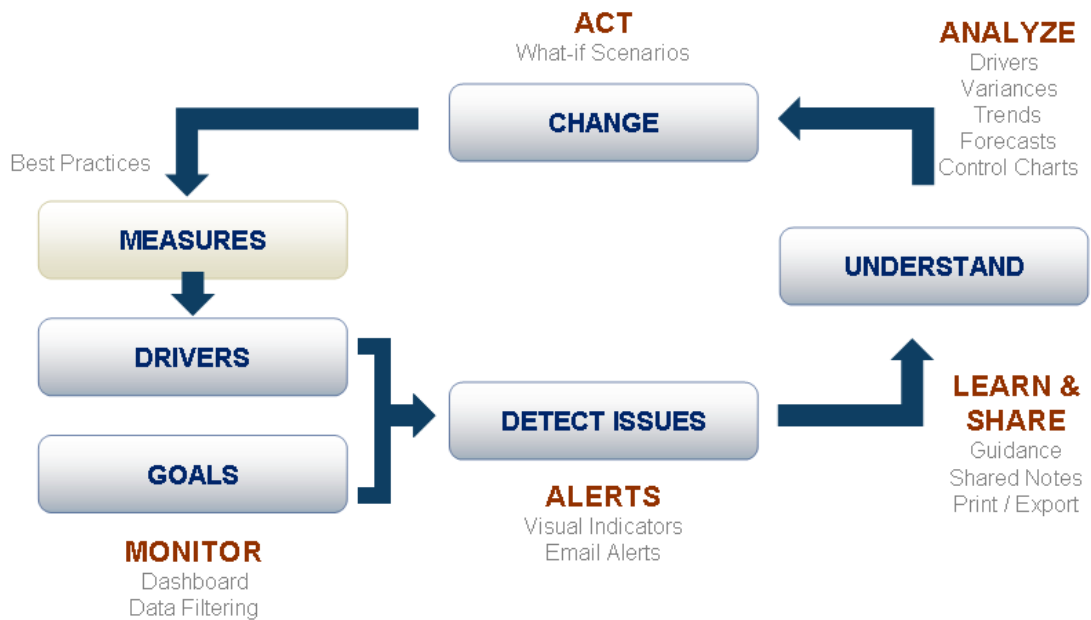 ACT
What-if Scenarios
CHANGE
ANALYZE
Drivers
Variances
Trends
Forecasts
Control Charts
Best Practices
MEASURES
UNDERSTAND
DRIVERS
GOALS
DETECT ISSUES
LEARN &
SHARE
Guidance
Shared Notes
Print / Export
ALERTS
Visual Indicators
Email Alerts
MONITOR
Dashboard
Data Filtering